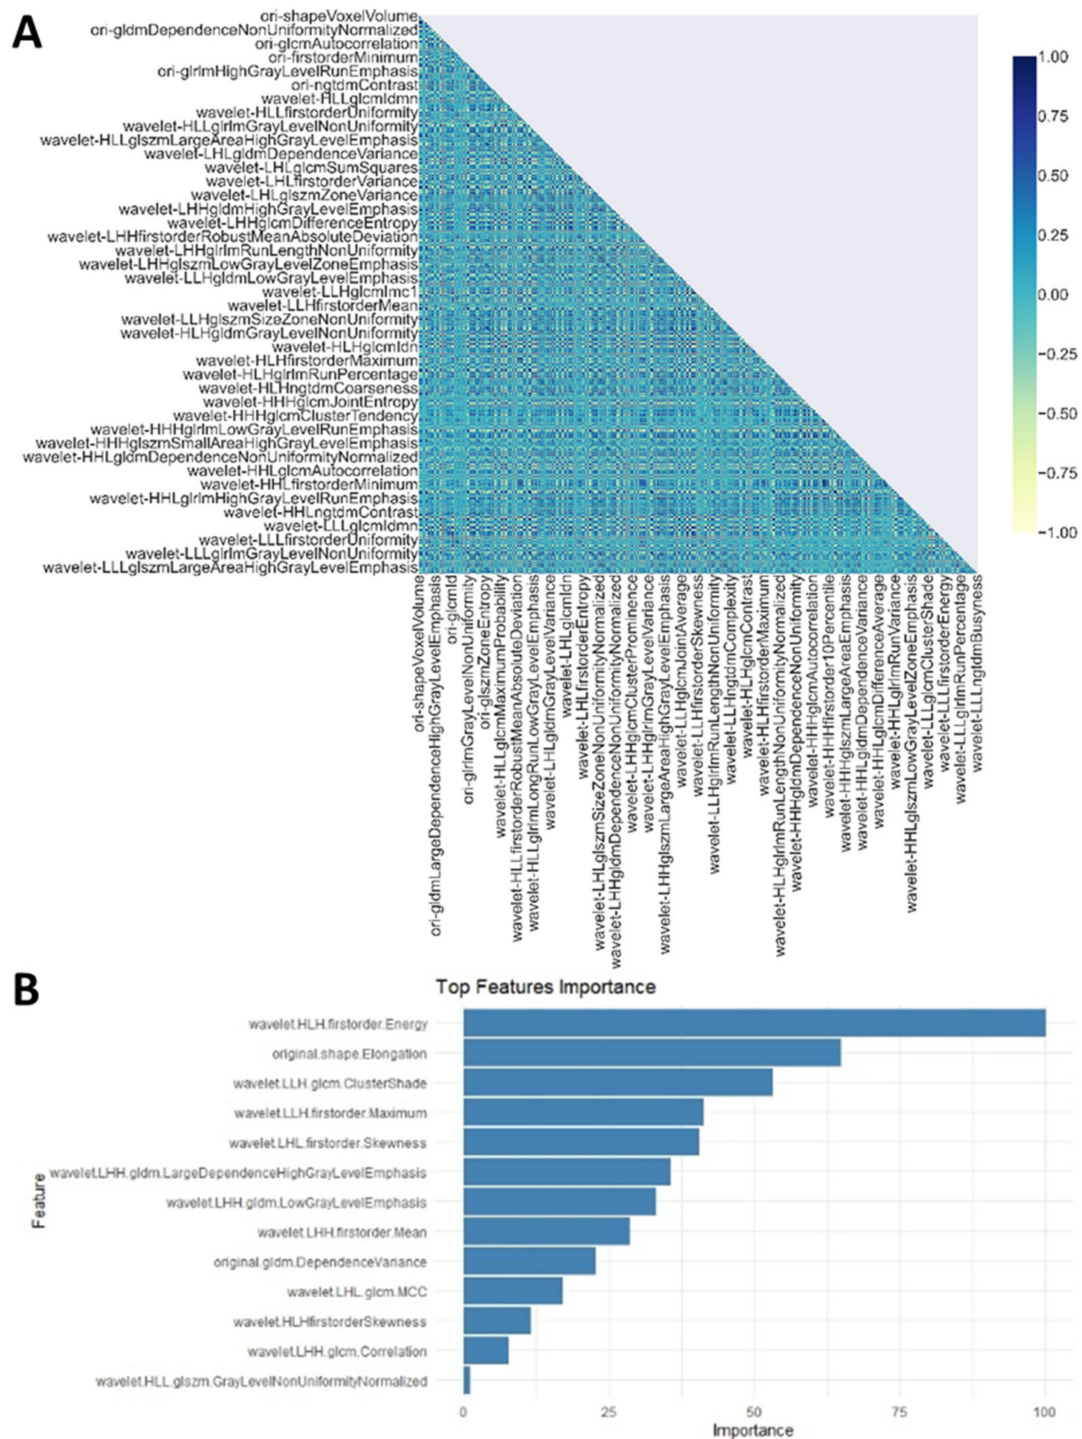 A
ori-shapeVoxelVolume
ori-gldmDependenceNonUniformityNormalized
ori-glcmAutocorrelation
ori-firstorderMinimum
ori-glrlmHighGrayLevelRunEmphasis
ori-ngtdmContrast
wavelet-HLLglcmIdmn
wavelet-HLLfirstorderUniformity
wavelet-HLLglrlmGrayLevelNonUniformity
wavelet-HLLglszmLargeAreaHighGrayLevelEmphasis
wavelet-LHLgldmDependenceVariance
wavelet-LHLglcmSumSquares
wavelet-LHLfirstorderVariance
wavelet-LHLglszmZoneVariance
wavelet-LHHgldmHighGrayLevelEmphasis
wavelet-LHHglcmDifferenceEntropy
wavelet-LHHfirstorderRobustMeanAbsoluteDeviation
wavelet-LHHglrlmRunLengthNonUniformity
wavelet-LHHglszmLowGrayLevelZoneEmphasis
wavelet-LLHgldmLowGrayLevelEmphasis
wavelet-LLHglcmImc1
wavelet-LLHfirstorderMean
wavelet-LLHglszmSizeZoneNonUniformity
wavelet-HLHgldmGrayLevelNonUniformity
wavelet-HLHglcmIdn
wavelet-HLHfirstorderMaximum
wavelet-HLHglrlmRunPercentage
wavelet-HLHngtdmCoarseness
wavelet-HHHglcmJointEntropy
wavelet-HHHglcmClusterTendency
wavelet-HHHglrlmLowGrayLevelRunEmphasis
wavelet-HHHglszmSmallAreaHighGrayLevelEmphasis
wavelet-HHLgldmDependenceNonUniformityNormalized
wavelet-HHLglcmAutocorrelation
wavelet-HHLfirstorderMinimum
wavelet-HHLglrlmHighGrayLevelRunEmphasis
wavelet-HHLngtdmContrast
wavelet-LLLglcmIdmn
wavelet-LLLfirstorderUniformity
wavelet-LLLglrlmGrayLevelNonUniformity
wavelet-LLLglszmLargeAreaHighGrayLevelEmphasis
ori-shapeVoxelVolume
ori-gldmLargeDependenceHighGrayLevelEmphasis
ori-glcmId
ori-glrlmGrayLevelNonUniformity
ori-glszmZoneEntropy
wavelet-HLLglcmMaximumProbability
wavelet-HLLfirstorderRobustMeanAbsoluteDeviation
wavelet-HLLglrlmLongRunLowGrayLevelEmphasis
wavelet-LHLgldmGrayLevelVariance
wavelet-LHLglcmIdn
wavelet-LHLfirstorderEntropy
wavelet-LHLglszmSizeZoneNonUniformityNormalized
wavelet-LHHgldmDependenceNonUniformityNormalized
wavelet-LHHglcmClusterProminence
wavelet-LHHglrlmGrayLevelVariance
wavelet-LHHglszmLargeAreaHighGrayLevelEmphasis
wavelet-LLHglcmJointAverage
wavelet-LLHfirstorderSkewness
wavelet-LLHglrlmRunLengthNonUniformity
wavelet-LLHngtdmComplexity
wavelet-HLHglcmContrast
wavelet-HLHfirstorderMaximum
wavelet-HLHglrlmRunLengthNonUniformityNormalized
wavelet-HHHgldmDependenceNonUniformity
wavelet-HHHglcmAutocorrelation
wavelet-HHHfirstorder10Percentile
wavelet-HHHglszmLargeAreaEmphasis
wavelet-HHLgldmDependenceVariance
wavelet-HHLglcmDifferenceAverage
wavelet-HHLglrlmRunVariance
wavelet-HHLglszmLowGrayLevelZoneEmphasis
wavelet-LLLglcmClusterShade
wavelet-LLLfirstorderEnergy
wavelet-LLLglrlmRunPercentage
wavelet-LLLngtdmBusyness
1.00
0.75
0.50
0.25
0.00
−0.25
−0.50
−0.75
−1.00
B
Top Features Importance
Feature
wavelet.HLH.firstorder.Energy
original.shape.Elongation
wavelet.LLH.glcm.ClusterShade
wavelet.LLH.firstorder.Maximum
wavelet.LHL.firstorder.Skewness
wavelet.LHH.gldm.LargeDependenceHighGrayLevelEmphasis
wavelet.LHH.gldm.LowGrayLevelEmphasis
wavelet.LHH.firstorder.Mean
original.gldm.DependenceVariance
wavelet.LHL.glcm.MCC
wavelet.HLHfirstorderSkewness
wavelet.LHH.glcm.Correlation
wavelet.HLL.glszm.GrayLevelNonUniformityNormalized
0 25 50 75 100
Importance